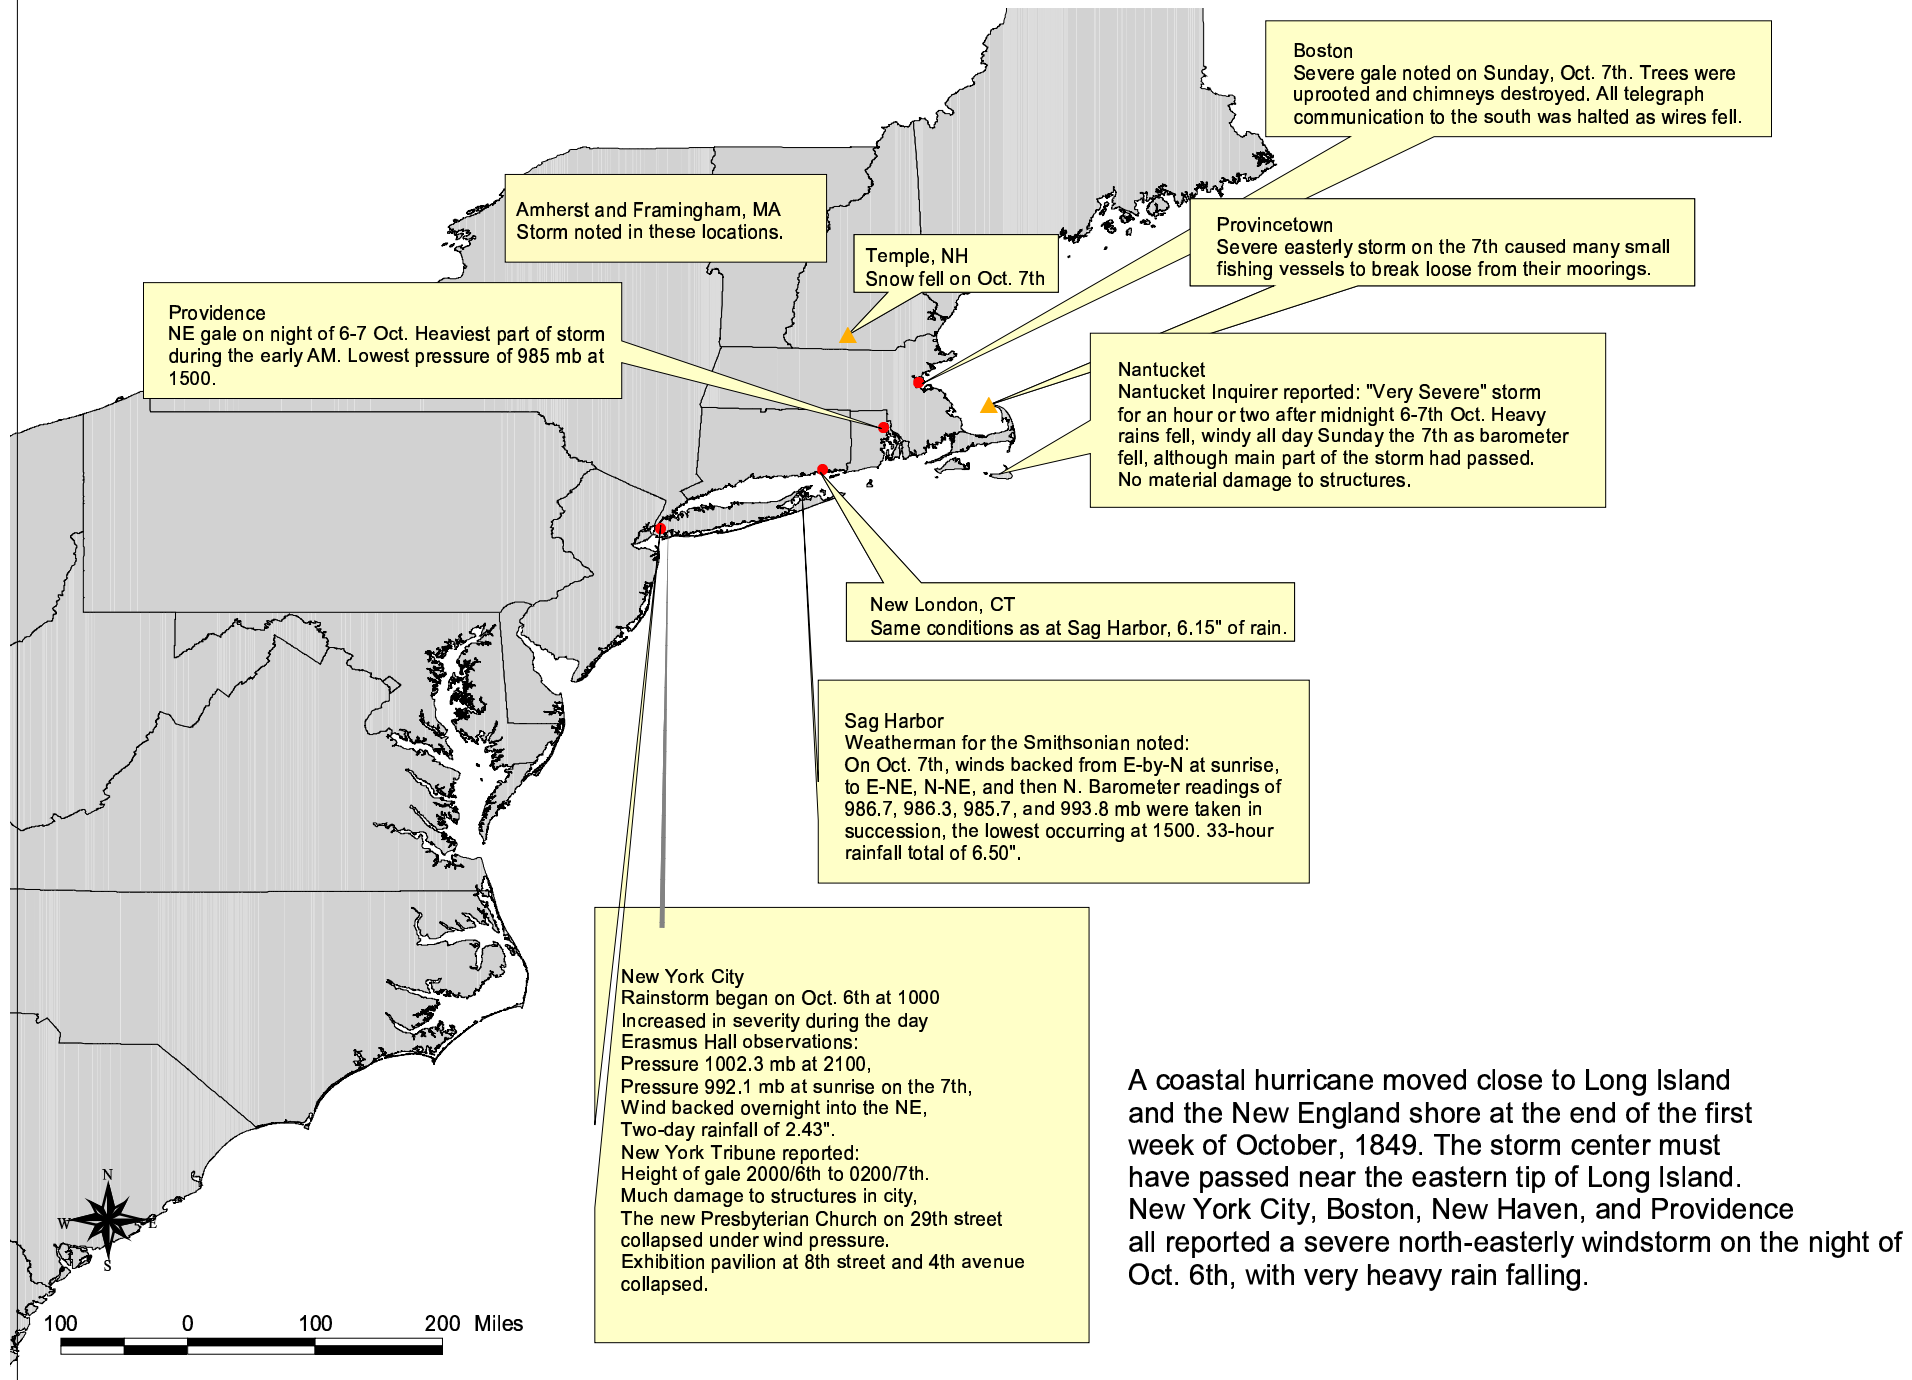 Boston
Severe gale noted on Sunday, Oct. 7th. Trees were
uprooted and chimneys destroyed. All telegraph
communication to the south was halted as wires fell.
Amherst and Framingham, MA
Storm noted in these locations.
Provincetown
Severe easterly storm on the 7th caused many small
fishing vessels to break loose from their moorings.
Temple, NH
Snow fell on Oct. 7th
Providence
NE gale on night of 6-7 Oct. Heaviest part of storm
during the early AM. Lowest pressure of 985 mb at
1500.
Nantucket
Nantucket Inquirer reported: "Very Severe" storm
for an hour or two after midnight 6-7th Oct. Heavy
rains fell, windy all day Sunday the 7th as barometer
fell, although main part of the storm had passed.
No material damage to structures.
New London, CT
Same conditions as at Sag Harbor, 6.15" of rain.
Sag Harbor
Weatherman for the Smithsonian noted:
On Oct. 7th, winds backed from E-by-N at sunrise,
to E-NE, N-NE, and then N. Barometer readings of
986.7, 986.3, 985.7, and 993.8 mb were taken in
succession, the lowest occurring at 1500. 33-hour
rainfall total of 6.50".
New York City
Rainstorm began on Oct. 6th at 1000
Increased in severity during the day
Erasmus Hall observations:
Pressure 1002.3 mb at 2100,
Pressure 992.1 mb at sunrise on the 7th,
Wind backed overnight into the NE,
Two-day rainfall of 2.43".
New York Tribune reported:
Height of gale 2000/6th to 0200/7th.
Much damage to structures in city,
The new Presbyterian Church on 29th street
collapsed under wind pressure.
Exhibition pavilion at 8th street and 4th avenue
collapsed.
A coastal hurricane moved close to Long Island
and the New England shore at the end of the first
week of October, 1849. The storm center must
have passed near the eastern tip of Long Island.
New York City, Boston, New Haven, and Providence
all reported a severe north-easterly windstorm on the night of
Oct. 6th, with very heavy rain falling.
N
W E
S
100 0 100 200 Miles